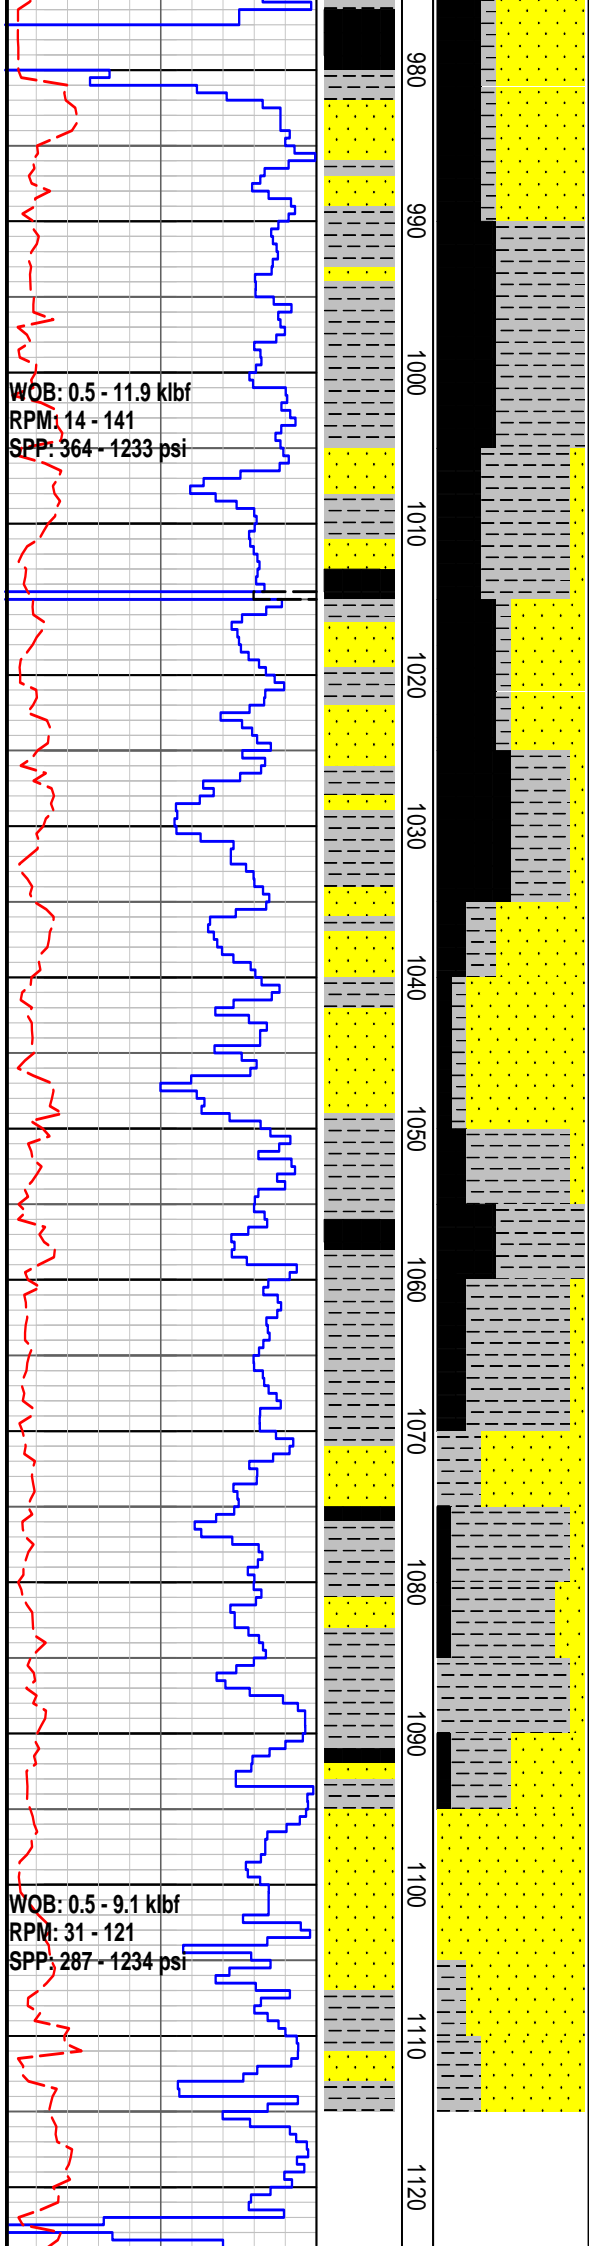 980
990
1000
WOB: 0.5 - 11.9 klbf
RPM: 14 - 141
SPP: 364 - 1233 psi
1010
1020
1030
1040
1050
1060
1070
1080
1090
1100
WOB: 0.5 - 9.1 klbf
RPM: 31 - 121
SPP: 287 - 1234 psi
1110
1120